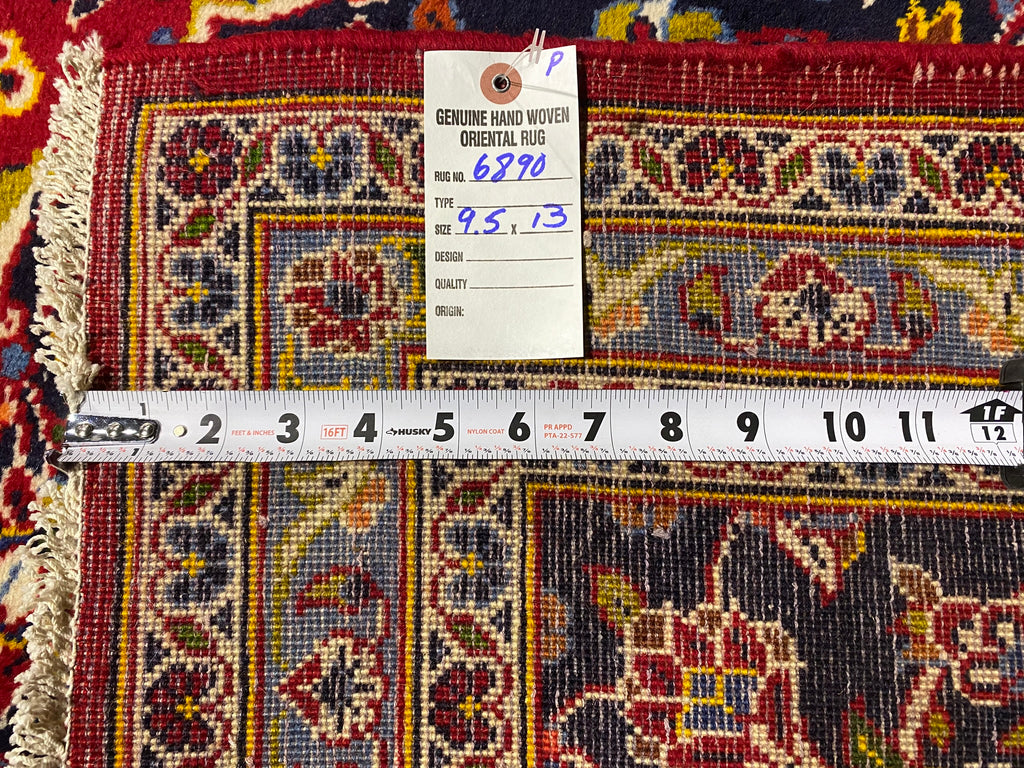 P
GENUINE HAND WOVEN
ORIENTAL RUG
RUG NO. 6890
TYPE
SIZE 9.5 X 13
DESIGN
QUALITY
ORIGIN:
1 2 FEET & INCHES 3 16FT 4 HUSKY 5 NYLON COAT 6 PR APPD PTA-22-577 7 8 9 10 11 1F 12